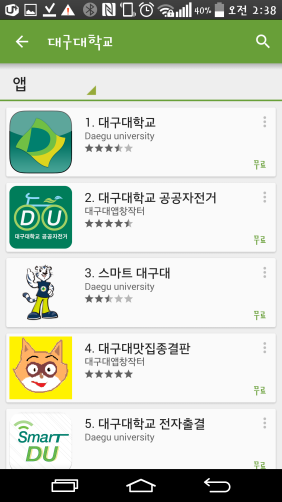 40% 오전 2:38
대구대학교
앱
1. 대구대학교
Daegu university
무료
2. 대구대학교 공공자전거
대구대앱창작터
무료
DU
대구대학교 공공자전거
3. 스마트 대구대
Daegu university
무료
4. 대구대맛집종결판
대구대앱창작터
무료
5. 대구대학교 전자출결
Daegu university
무료
Smart
DU